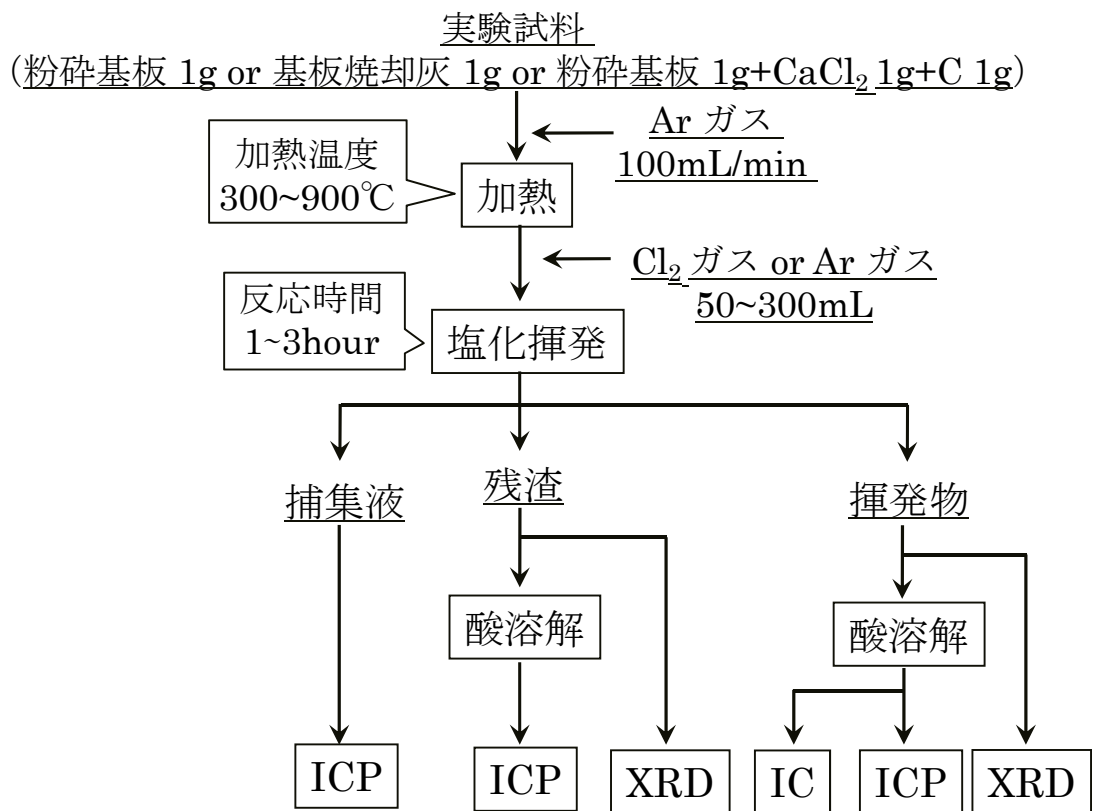 実験試料
(粉砕基板 1g or 基板焼却灰 1g or 粉砕基板 1g+CaCl₂ 1g+C 1g)
Ar ガス
100mL/min
加熱温度
300~900℃
加熱
Cl₂ ガス or Ar ガス
50~300mL
反応時間
1~3hour
塩化揮発
捕集液
残渣
揮発物
酸溶解
酸溶解
ICP
ICP
XRD
IC
ICP
XRD